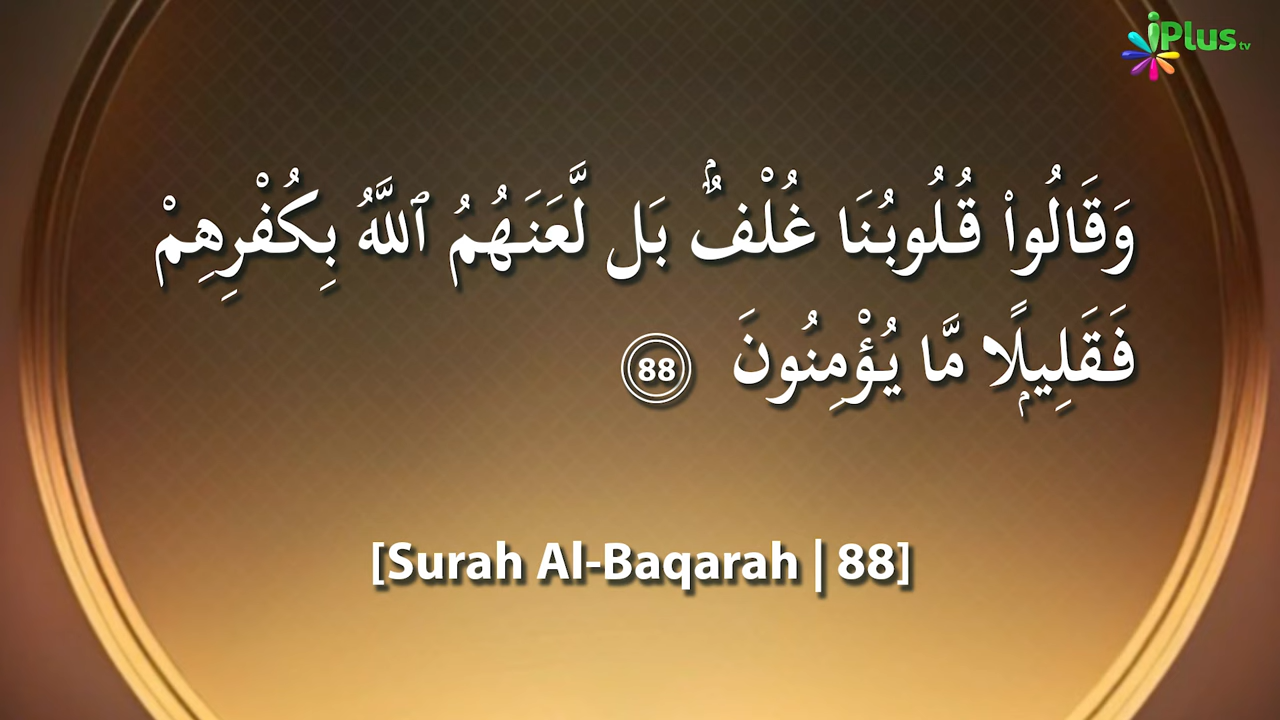 iPlus tv
وَقَالُوا۟ قُلُوبُنَا غُلْفٌۢ بَل لَّعَنَهُمُ ٱللَّهُ بِكُفْرِهِمْ
فَقَلِيلًۭا مَّا يُؤْمِنُونَ 88
[Surah Al-Baqarah | 88]